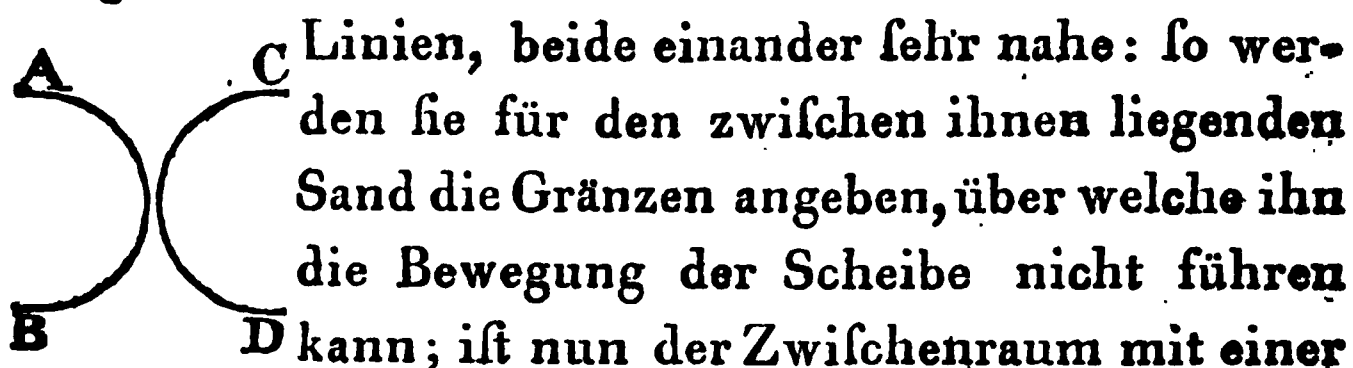 A C Linien, beide einander ſehr nahe: ſo wer-
den ſie für den zwiſchen ihnen liegenden
Sand die Gränzen angeben, über welche ihn
die Bewegung der Scheibe nicht führen
B D kann; iſt nun der Zwiſchenraum mit einer